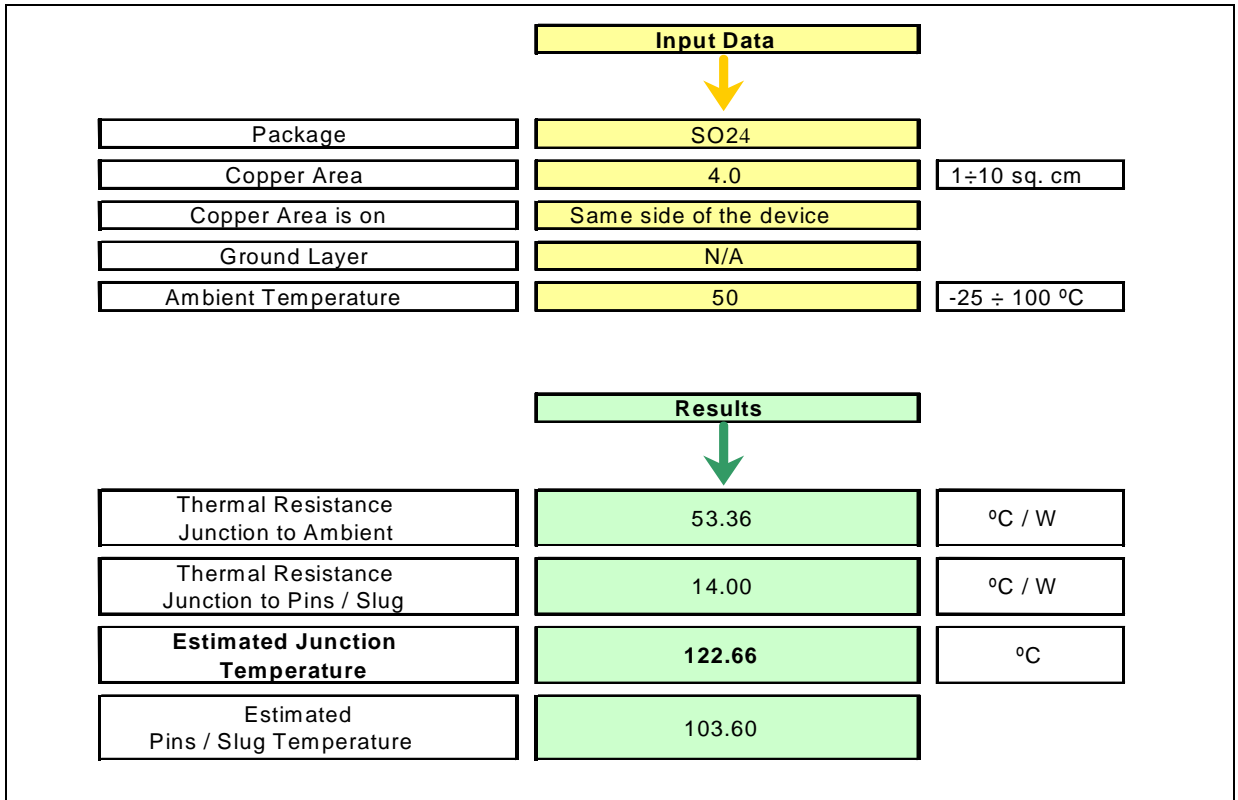 Input Data
Package SO24
Copper Area 4.0 1÷10 sq. cm
Copper Area is on Same side of the device
Ground Layer N/A
Ambient Temperature 50 -25 ÷ 100 ºC
Results
Thermal Resistance
Junction to Ambient 53.36 ºC / W
Thermal Resistance
Junction to Pins / Slug 14.00 ºC / W
Estimated Junction
Temperature 122.66 ºC
Estimated
Pins / Slug Temperature 103.60